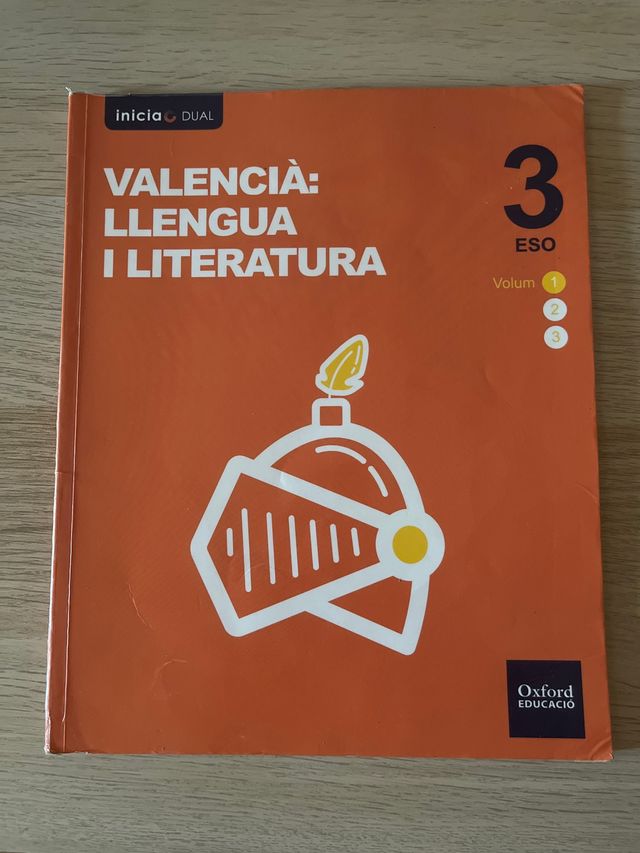 inicia DUAL
VALENCIÀ:
LLENGUA
I LITERATURA
3
ESO
Volum 1
2
3
Oxford
EDUCACIÓ